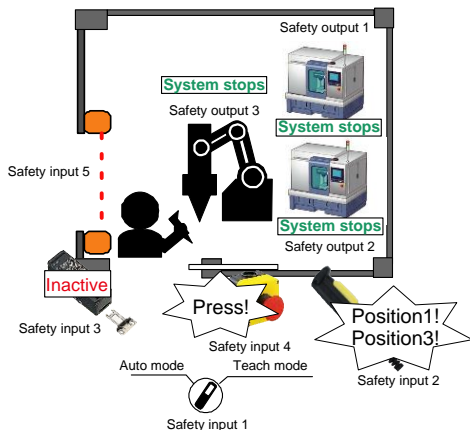 Safety output 1
System stops
Safety output 3
System stops
Safety input 5
System stops
Safety output 2
Inactive
Safety input 3
Press!
Position1!
Position3!
Safety input 4
Auto mode
Teach mode
Safety input 2
Safety input 1